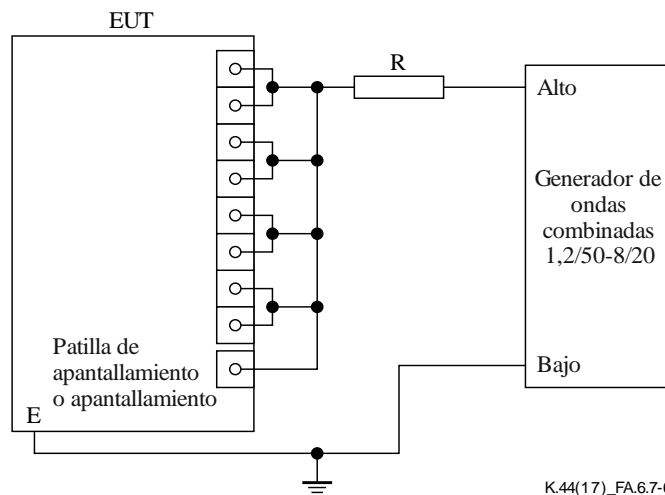 EUT
R
Alto
Generador de
ondas
combinadas
1,2/50-8/20
Patilla de
apantallamiento
o apantallamiento
Bajo
E